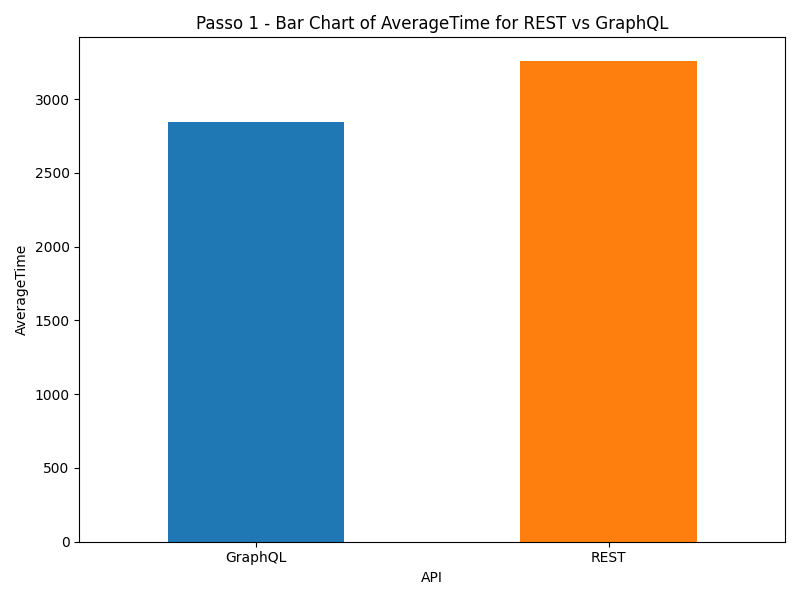 Passo 1 - Bar Chart of AverageTime for REST vs GraphQL
3000
2500
2000
1500
1000
500
0
AverageTime
GraphQL
REST
API